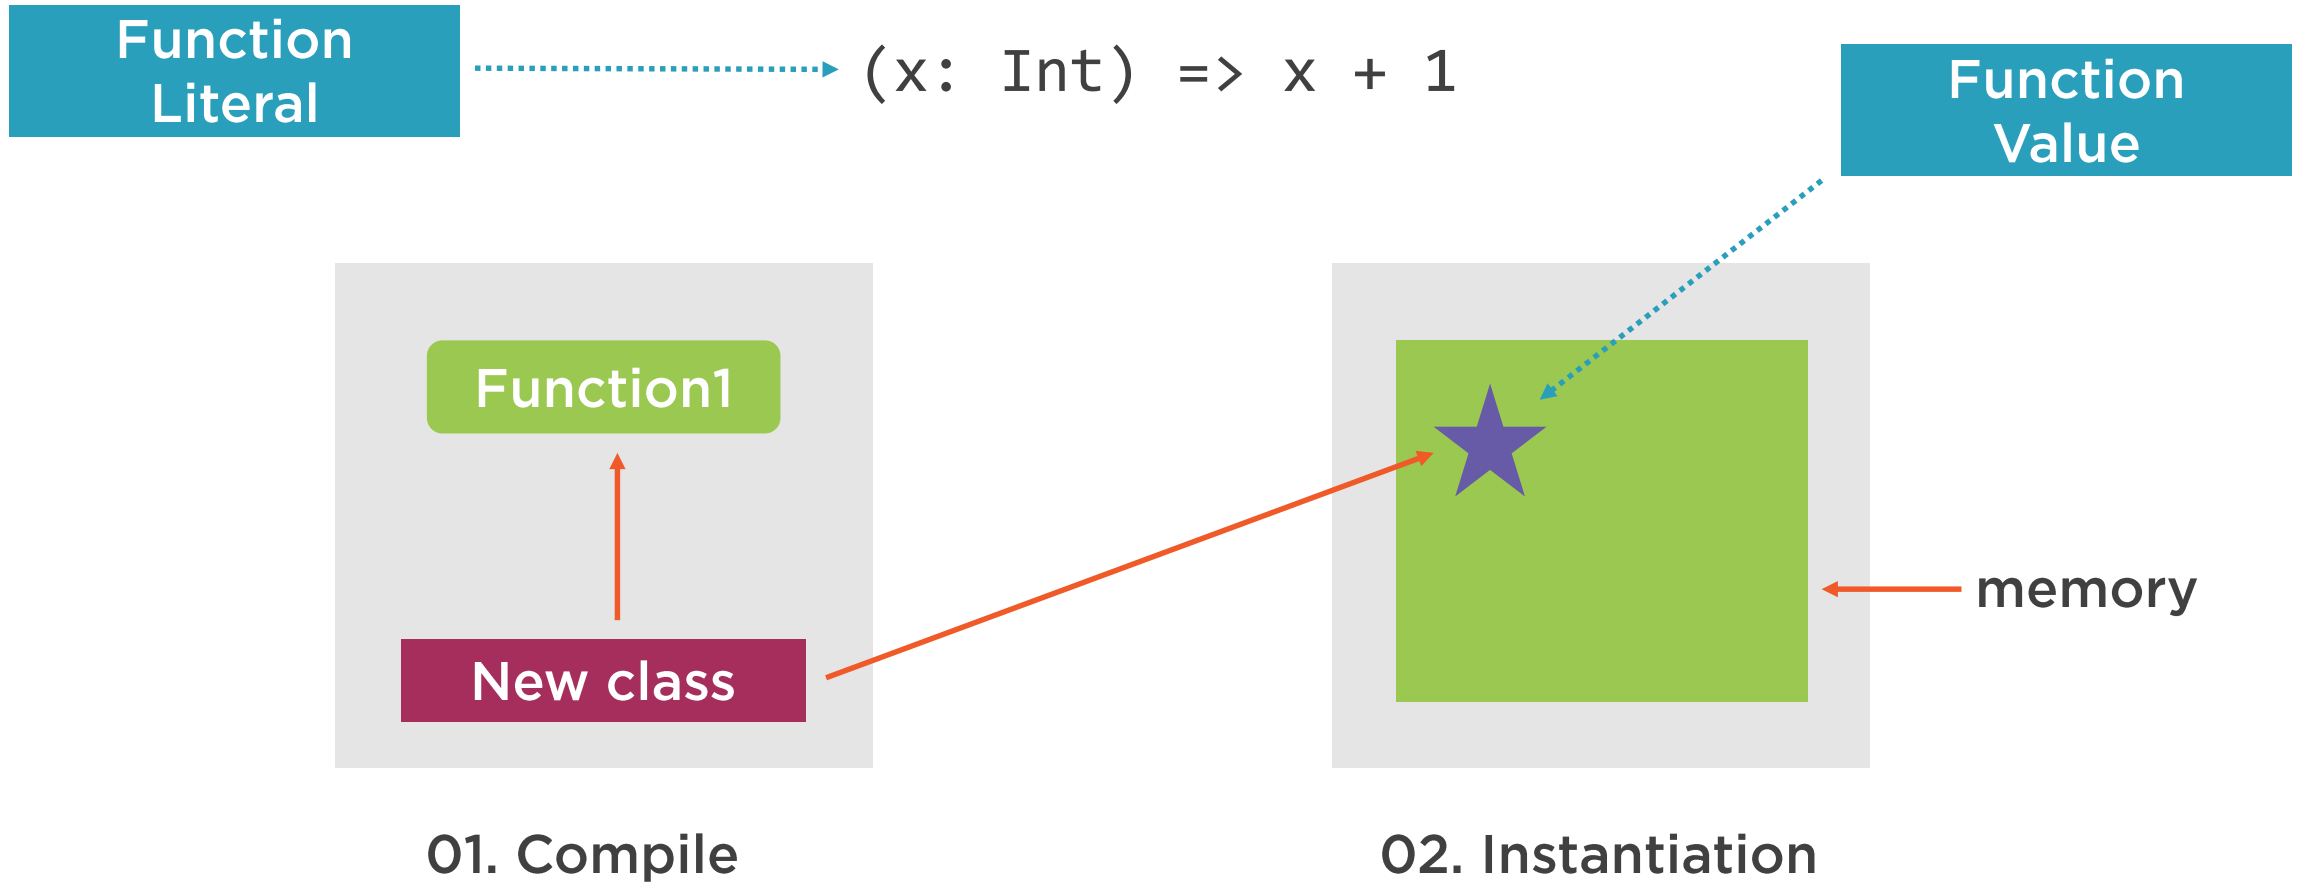 Function
Literal
(x: Int) => x + 1
Function
Value
Function1
New class
memory
01. Compile
02. Instantiation